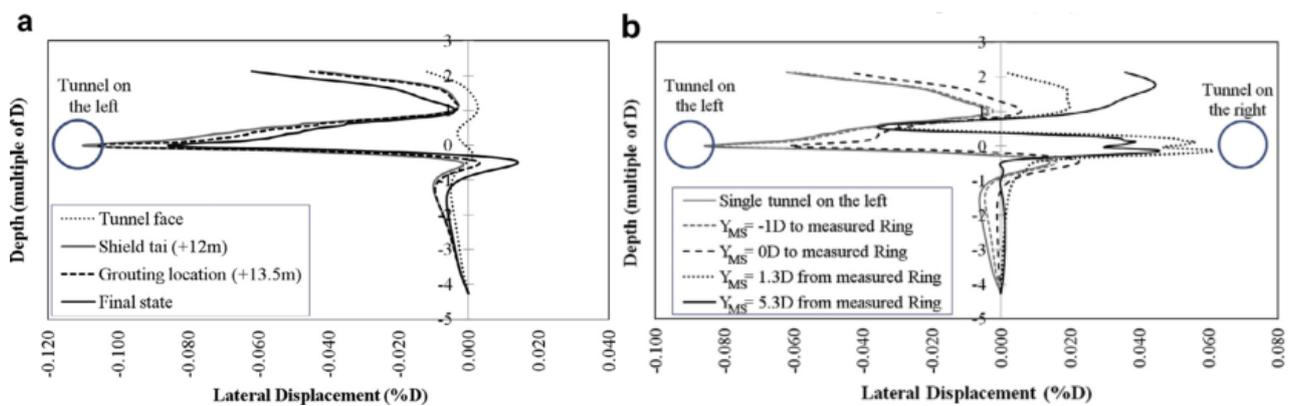 a
Depth (multiple of D)
3
2
1
0
-1
-2
-3
-4
-5
Tunnel on
the left
Tunnel face
Shield tai (+12m)
Grouting location (+13.5m)
Final state
-0.120
-0.100
-0.080
-0.060
-0.040
-0.020
0.000
0.020
0.040
Lateral Displacement (%D)
b
Depth (multiple of D)
3
2
1
0
-1
-2
-3
-4
-5
Tunnel on
the left
Tunnel on
the right
Single tunnel on the left
YMS= -1D to measured Ring
YMS= 0D to measured Ring
YMS= 1.3D from measured Ring
YMS= 5.3D from measured Ring
-0.100
-0.080
-0.060
-0.040
-0.020
0.000
0.020
0.040
0.060
0.080
Lateral Displacement (%D)